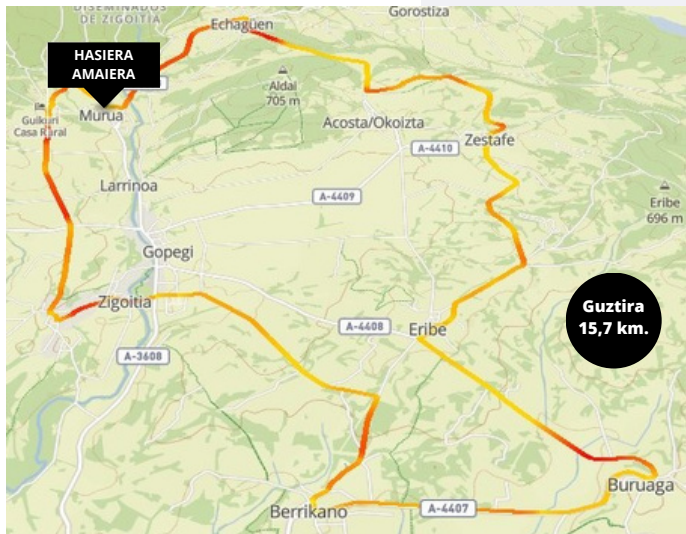 DISEMINADOS
DE ZIGOITIA
Gorostiza
Echagüen
HASIERA
AMAIERA
Aldal
705 m
Guikuri
Casa Rural
Murua
Acosta/Okoizta
Zestafe
A-4410
Larrinoa
A-4409
Eribe
696 m
Gopegi
Zigoitia
Guztira
15,7 km.
A-4408
Eribe
A-3608
Buruaga
A-4407
Berrikano